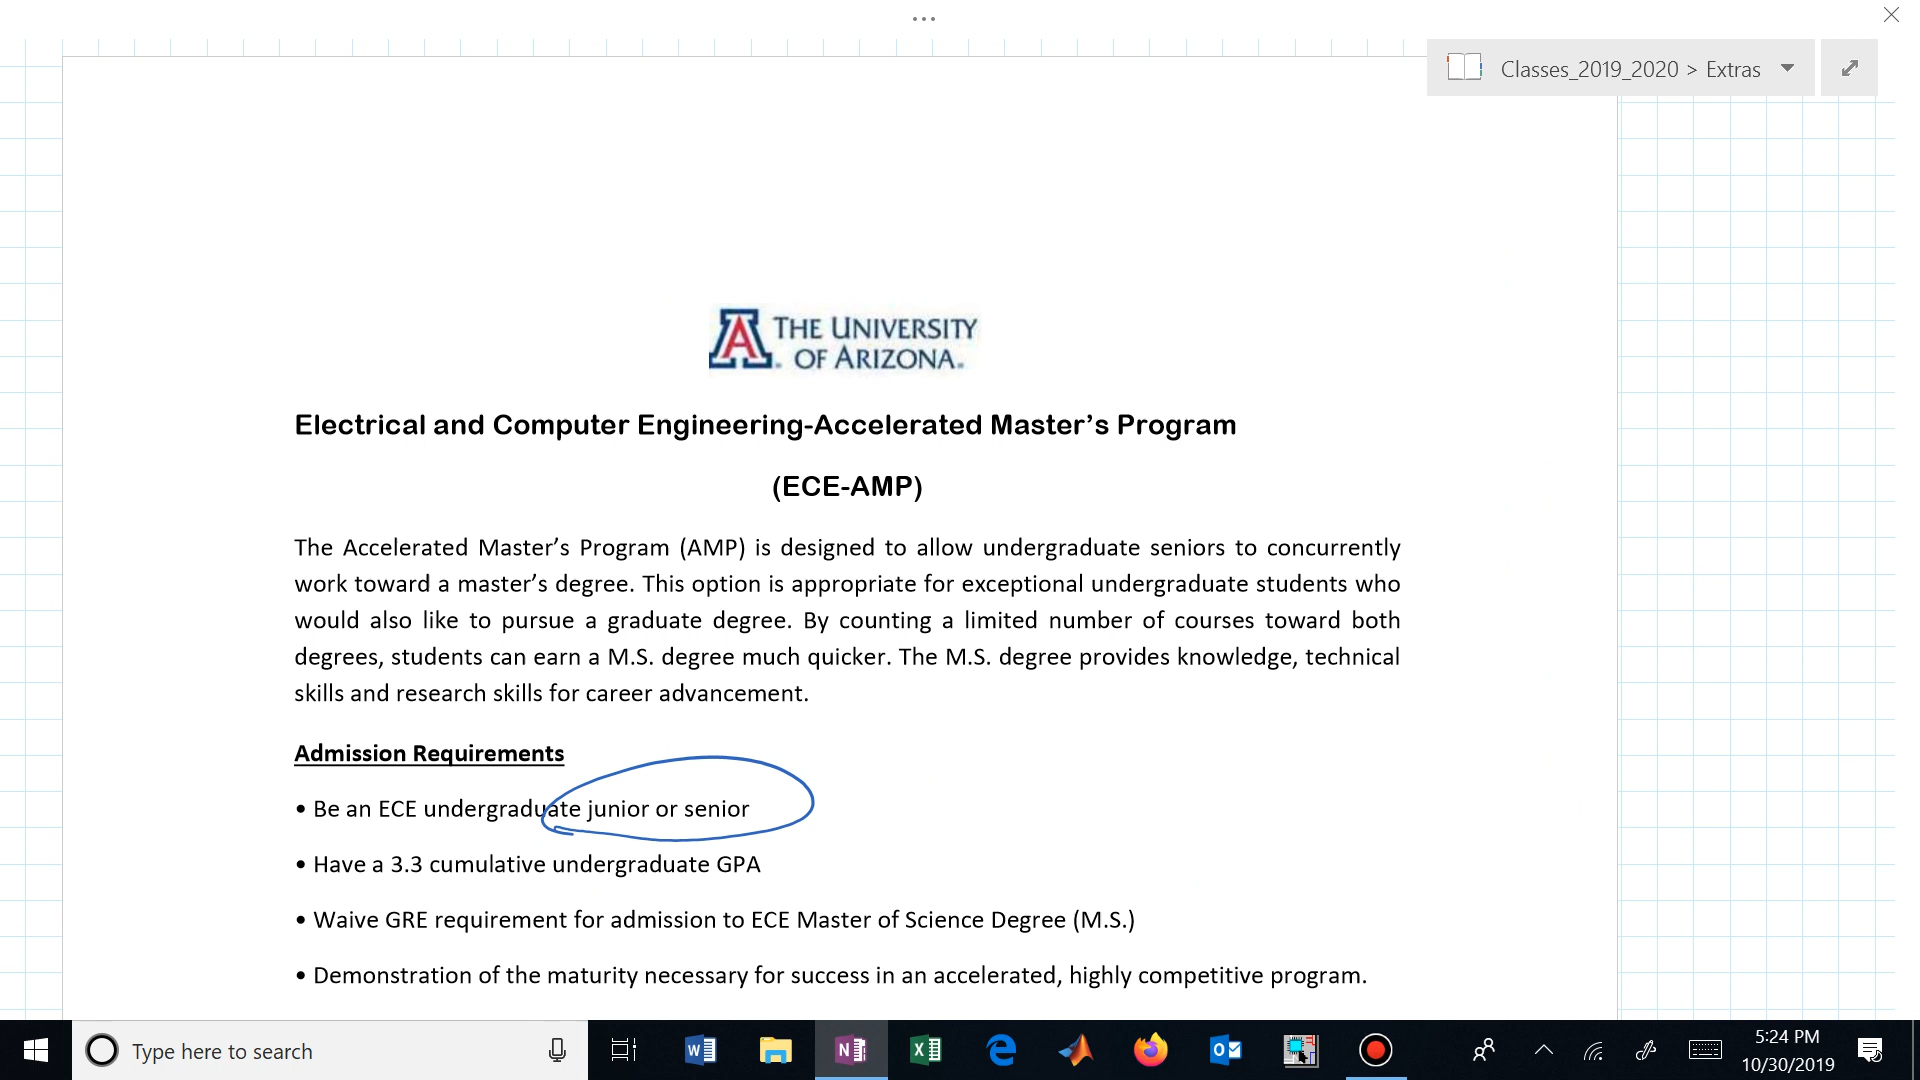 Classes_2019_2020 > Extras
THE UNIVERSITY
OF ARIZONA.
Electrical and Computer Engineering-Accelerated Master’s Program
(ECE-AMP)
The Accelerated Master’s Program (AMP) is designed to allow undergraduate seniors to concurrently
work toward a master’s degree. This option is appropriate for exceptional undergraduate students who
would also like to pursue a graduate degree. By counting a limited number of courses toward both
degrees, students can earn a M.S. degree much quicker. The M.S. degree provides knowledge, technical
skills and research skills for career advancement.
Admission Requirements
• Be an ECE undergraduate junior or senior
• Have a 3.3 cumulative undergraduate GPA
• Waive GRE requirement for admission to ECE Master of Science Degree (M.S.)
• Demonstration of the maturity necessary for success in an accelerated, highly competitive program.
Type here to search
5:24 PM
10/30/2019